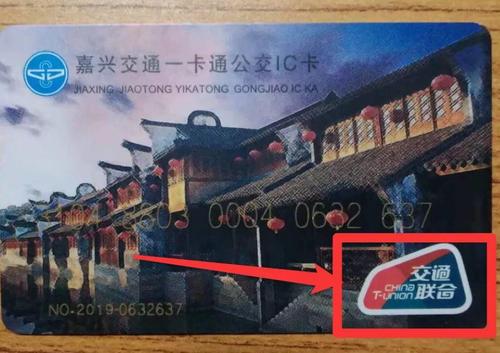 嘉兴交通一卡通公交IC卡
JIAXING JIAOTONG YIKATONG GONGJIAO IC KA
0004 0632 637
交通
CHINA
T-UNION 联合
NO-2019-0632637